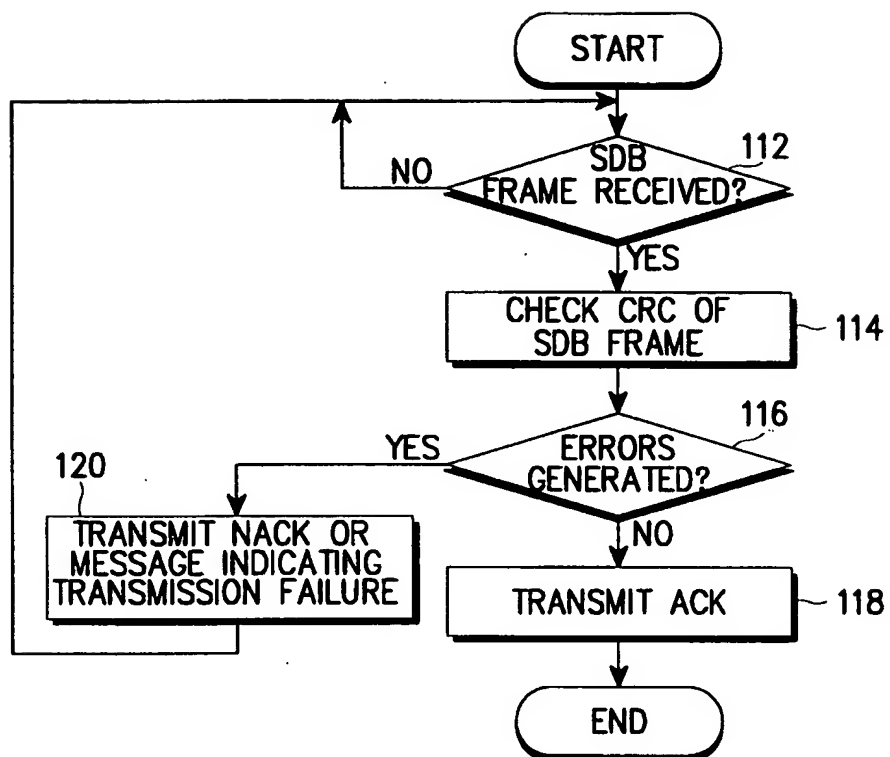 START
SDB
FRAME RECEIVED?
112
NO
YES
CHECK CRC OF
SDB FRAME
114
ERRORS
GENERATED?
116
YES
NO
120
TRANSMIT NACK OR
MESSAGE INDICATING
TRANSMISSION FAILURE
TRANSMIT ACK
118
END